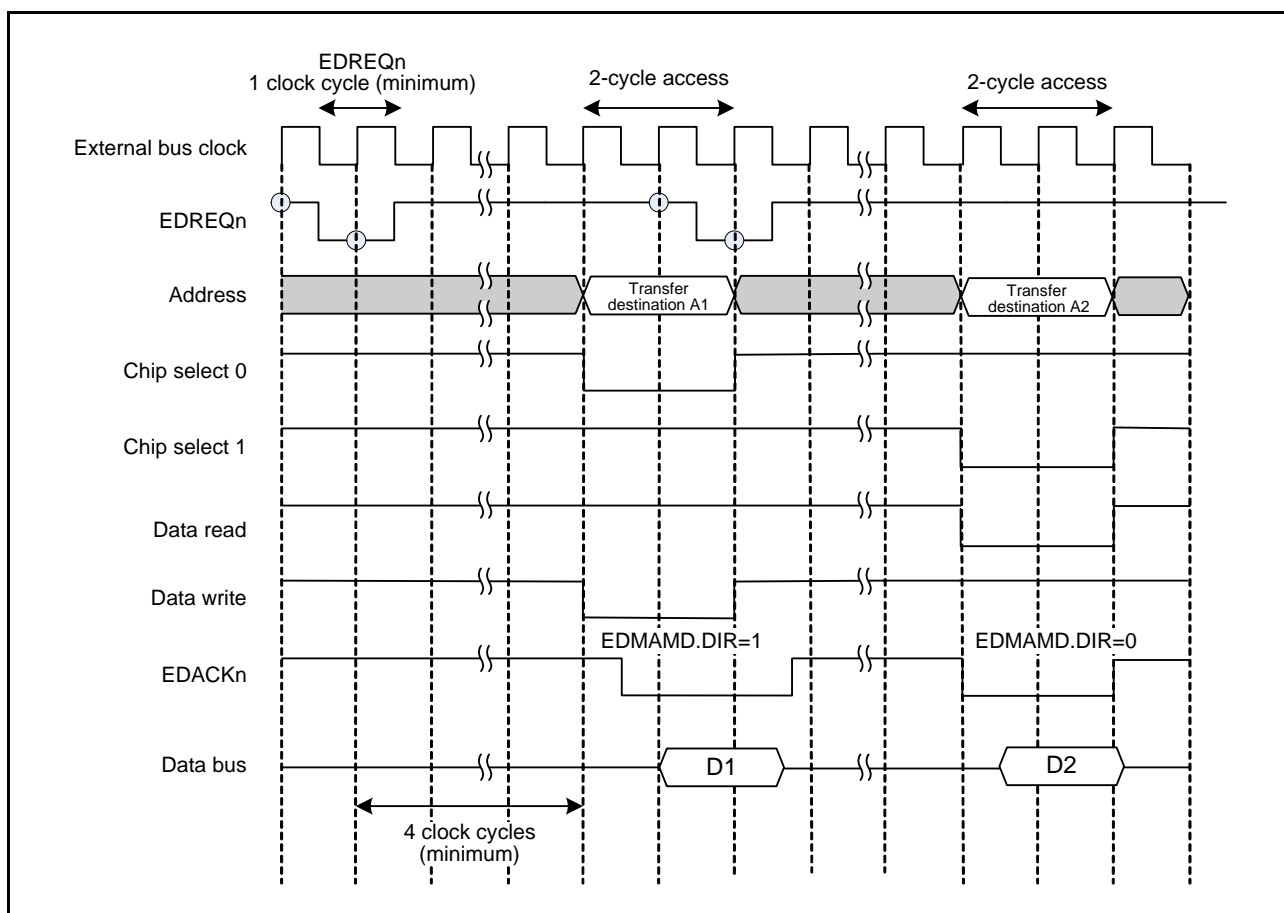 EDREQn
1 clock cycle (minimum)
2-cycle access
2-cycle access
External bus clock
EDREQn
Address
Transfer
destination A1
Transfer
destination A2
Chip select 0
Chip select 1
Data read
Data write
EDMAMD.DIR=1
EDMAMD.DIR=0
EDACKn
Data bus
D1
D2
4 clock cycles
(minimum)